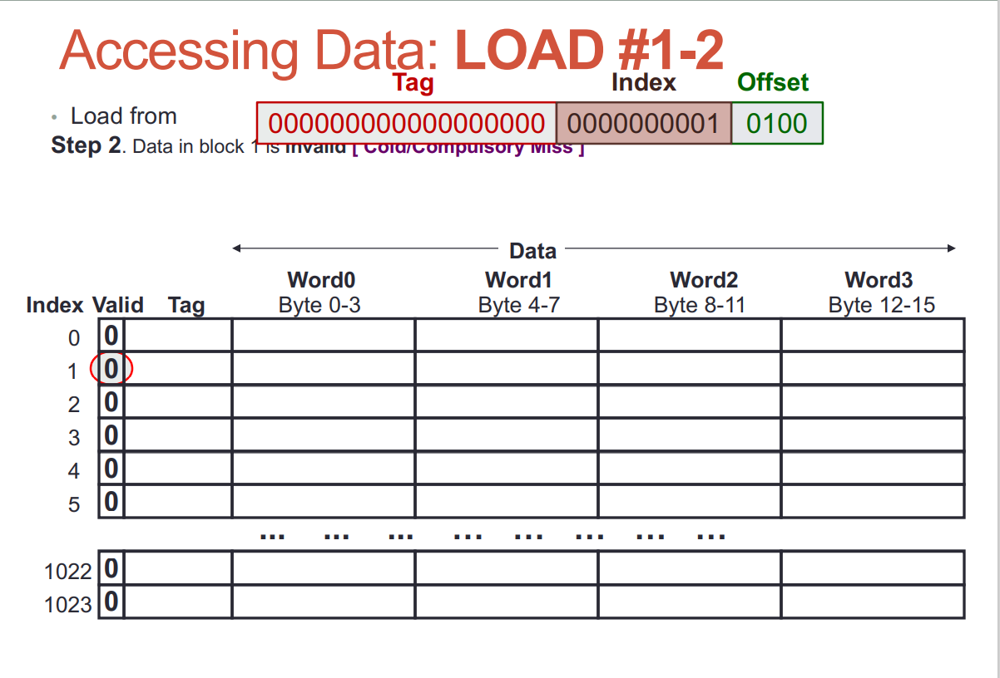 Accessing Data: LOAD #1-2
Tag Index Offset
• Load from 000000000000000000 0000000001 0100
Step 2. Data in block 1 is invalid [ Cold/Compulsory Miss ]
Data
Word0 Word1 Word2 Word3
Index Valid Tag Byte 0-3 Byte 4-7 Byte 8-11 Byte 12-15
0 0
1 0
2 0
3 0
4 0
5 0
... ... ... ... ... ... ... ...
1022 0
1023 0